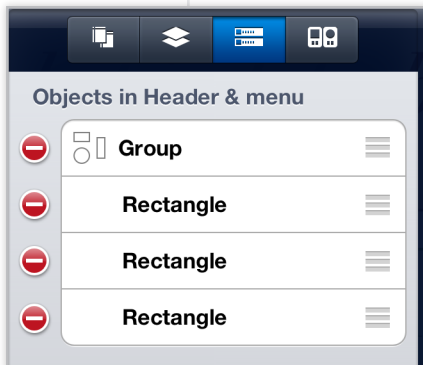 Objects in Header & menu
Group
Rectangle
Rectangle
Rectangle